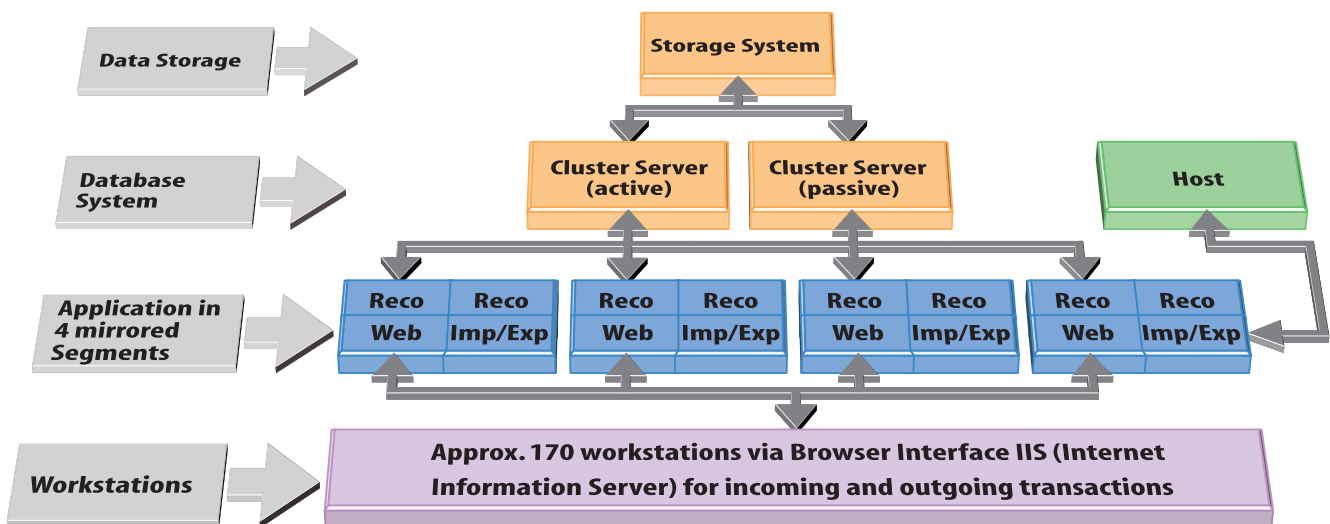 Data Storage
Storage System
Database
System
Cluster Server
(active)
Cluster Server
(passive)
Host
Application in
4 mirrored
Segments
Reco Reco
Web Imp/Exp
Reco Reco
Web Imp/Exp
Reco Reco
Web Imp/Exp
Reco Reco
Web Imp/Exp
Workstations
Approx. 170 workstations via Browser Interface IIS (Internet
Information Server) for incoming and outgoing transactions